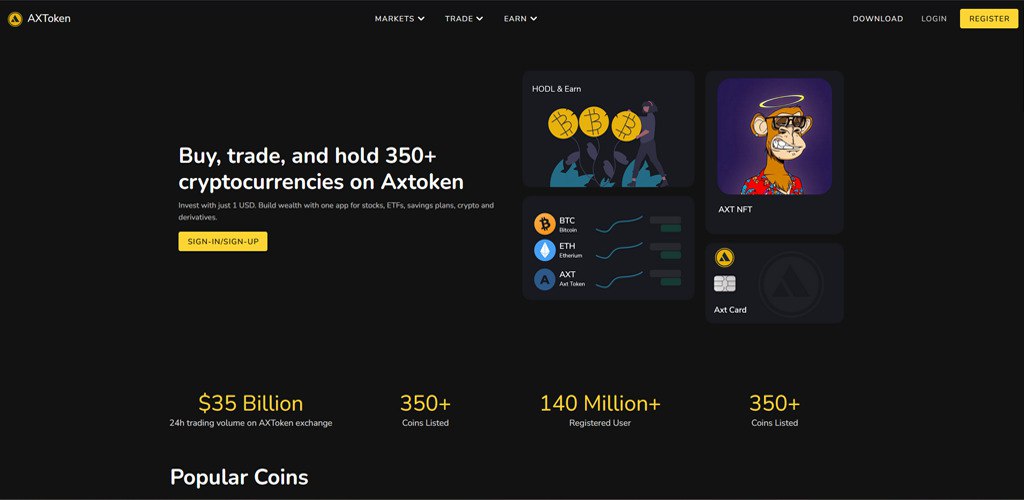 AXToken
MARKETS
TRADE
EARN
DOWNLOAD
LOGIN
REGISTER
Buy, trade, and hold 350+
cryptocurrencies on Axtoken
Invest with just 1 USD. Build wealth with one app for stocks, ETFs, savings plans, crypto and
derivatives.
SIGN-IN/SIGN-UP
HODL & Earn
BTC
Bitcoin
ETH
Etherium
AXT
Axt Token
AXT NFT
Axt Card
$35 Billion
24h trading volume on AXToken exchange
350+
Coins Listed
140 Million+
Registered User
350+
Coins Listed
Popular Coins